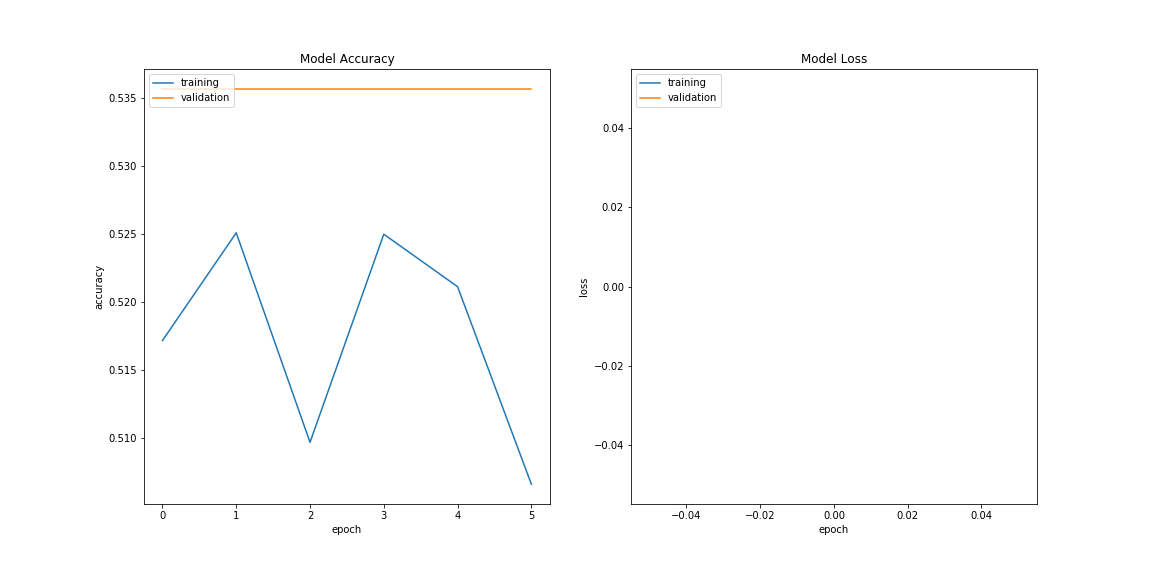 Model Accuracy
training
validation
0.535
0.530
0.525
0.520
0.515
0.510
accuracy
0 1 2 3 4 5
epoch
Model Loss
training
validation
0.04
0.02
0.00
−0.02
−0.04
loss
−0.04 −0.02 0.00 0.02 0.04
epoch